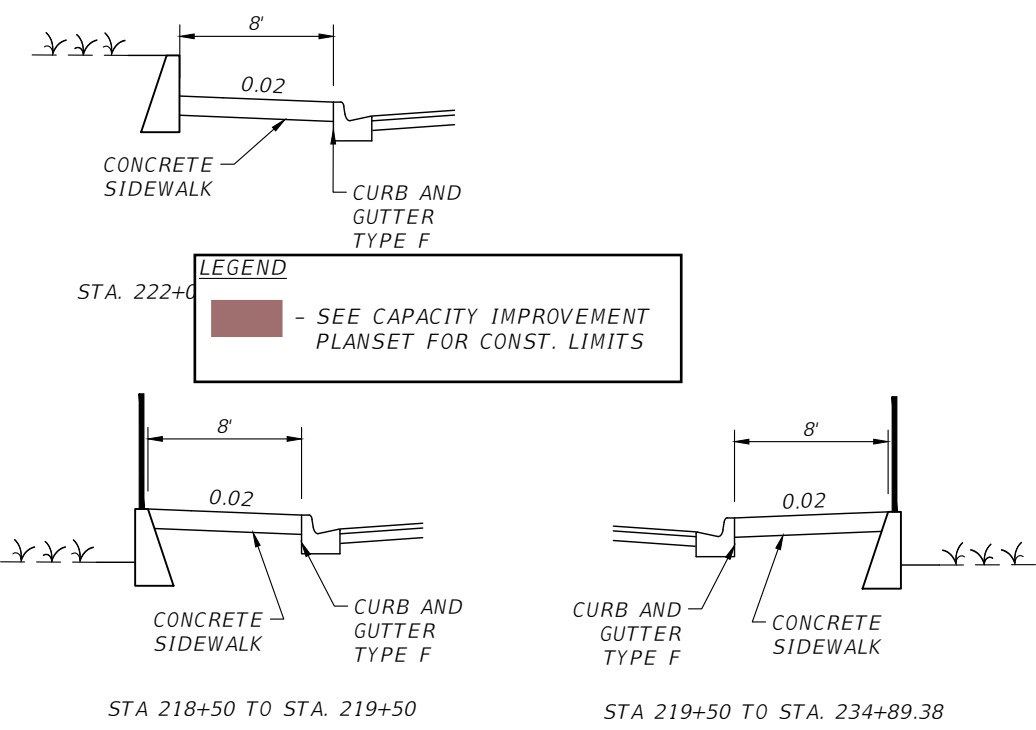 8'
0.02
CONCRETE
SIDEWALK
CURB AND
GUTTER
TYPE F
STA. 222+0
LEGEND
- SEE CAPACITY IMPROVEMENT
PLANSET FOR CONST. LIMITS
8'
0.02
CONCRETE
SIDEWALK
CURB AND
GUTTER
TYPE F
STA 218+50 TO STA. 219+50
8'
0.02
CURB AND
GUTTER
TYPE F
CONCRETE
SIDEWALK
STA 219+50 TO STA. 234+89.38